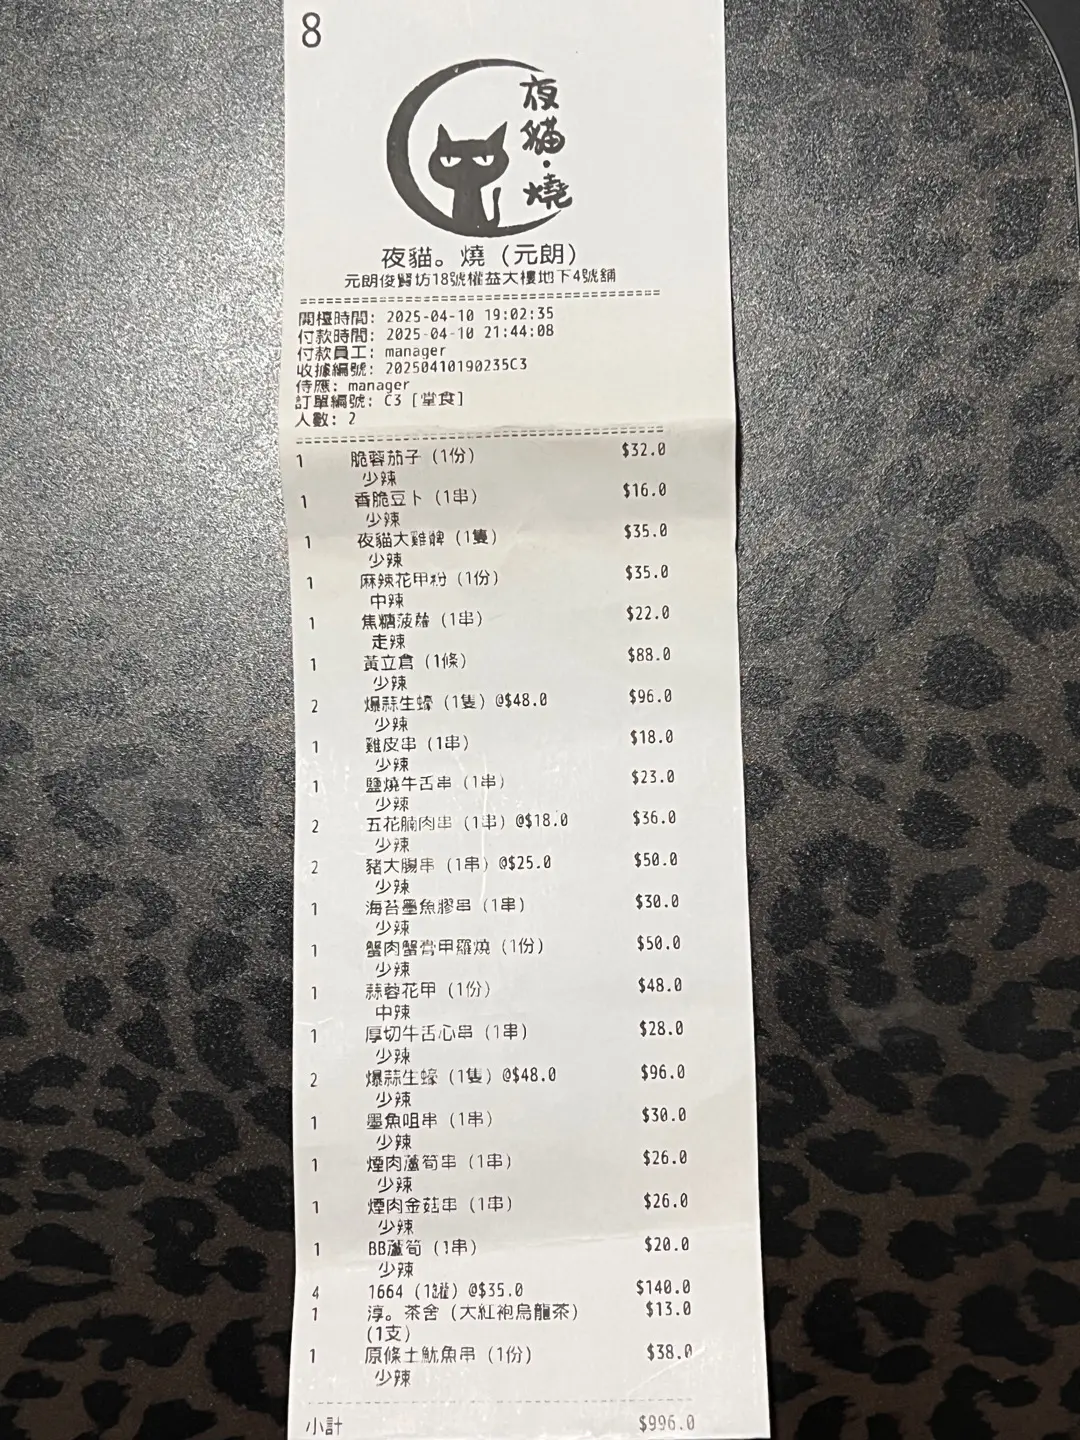 8
夜貓·燒
夜貓。燒（元朗）
元朗俊賢坊18號權益大樓地下4號舖
開檯時間: 2025-04-10 19:02:35
付款時間: 2025-04-10 21:44:08
付款員工: manager
收據編號: 20250410190235C3
侍應: manager
訂單編號: C3 [堂食]
人數: 2
1 脆蓉茄子（1份） $32.0
少辣
1 香脆豆卜（1串） $16.0
少辣
1 夜貓大雞髀（1隻） $35.0
少辣
1 麻辣花甲粉（1份） $35.0
中辣
1 焦糖菠蘿（1串） $22.0
走辣
1 黃立倉（1條） $88.0
少辣
2 爆蒜生蠔（1隻）@$48.0 $96.0
少辣
1 雞皮串（1串） $18.0
少辣
1 鹽燒牛舌串（1串） $23.0
少辣
2 五花腩肉串（1串）@$18.0 $36.0
少辣
2 豬大腸串（1串）@$25.0 $50.0
少辣
1 海苔墨魚膠串（1串） $30.0
少辣
1 蟹肉蟹膏甲羅燒（1份） $50.0
少辣
1 蒜蓉花甲（1份） $48.0
中辣
1 厚切牛舌心串（1串） $28.0
少辣
2 爆蒜生蠔（1隻）@$48.0 $96.0
少辣
1 墨魚咀串（1串） $30.0
少辣
1 煙肉蘆筍串（1串） $26.0
少辣
1 煙肉金菇串（1串） $26.0
少辣
1 BB蘆筍（1串） $20.0
少辣
4 1664（1罐）@$35.0 $140.0
1 淳。茶舍（大紅袍烏龍茶） $13.0
（1支）
1 原條土魷魚串（1份） $38.0
少辣
小計 $996.0